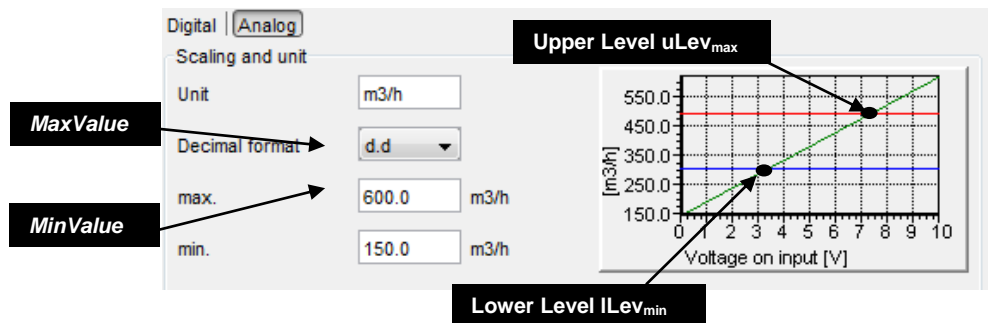 Digital Analog
Upper Level uLevmax
Scaling and unit
Unit m3/h
MaxValue
Decimal format d.d
max. 600.0 m3/h
MinValue
min. 150.0 m3/h
[m3/h]
550.0
450.0
350.0
250.0
150.0
0 1 2 3 4 5 6 7 8 9 10
Voltage on input [V]
Lower Level lLevmin